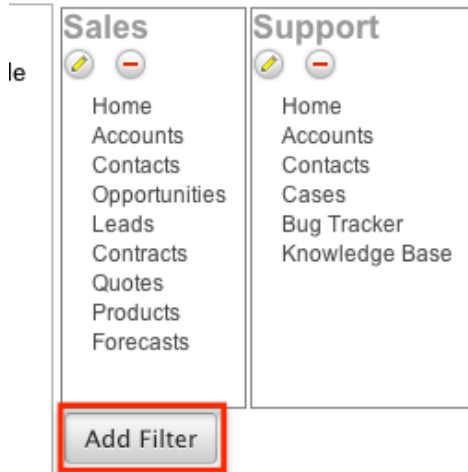 le
Sales
Home
Accounts
Contacts
Opportunities
Leads
Contracts
Quotes
Products
Forecasts
Support
Home
Accounts
Contacts
Cases
Bug Tracker
Knowledge Base
Add Filter